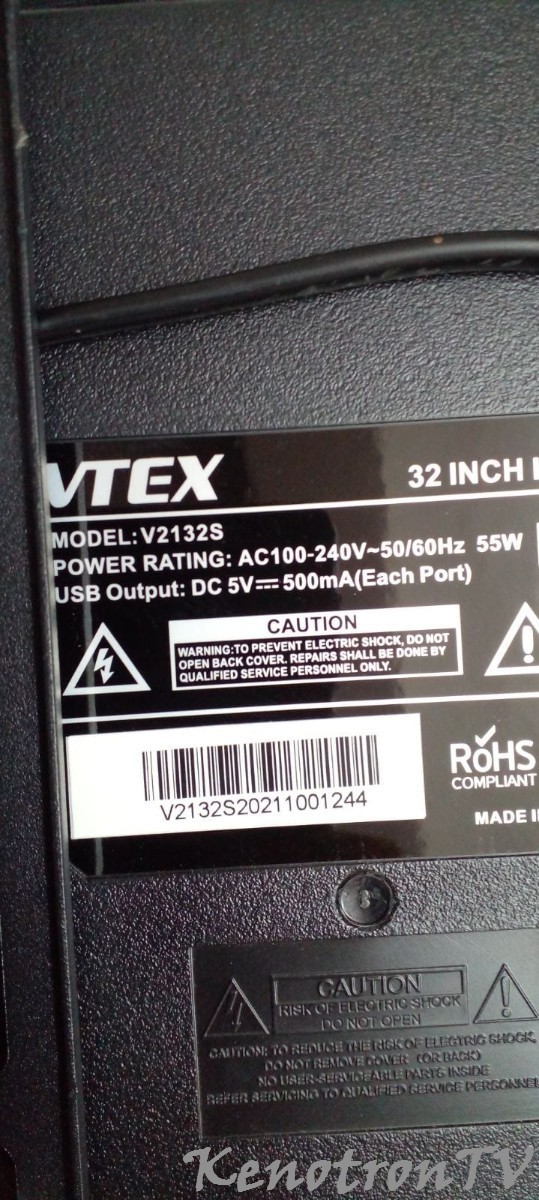 VTEX
32 INCH
MODEL:V2132S
POWER RATING: AC100-240V~50/60Hz 55W
USB Output: DC 5V⎓500mA(Each Port)
CAUTION
WARNING:TO PREVENT ELECTRIC SHOCK, DO NOT
OPEN BACK COVER. REPAIRS SHALL BE DONE BY
QUALIFIED SERVICE PERSONNEL ONLY.
V2132S20211001244
RoHS
COMPLIANT
MADE
CAUTION
RISK OF ELECTRIC SHOCK
DO NOT OPEN
CAUTION: TO REDUCE THE RISK OF ELECTRIC SHOCK,
DO NOT REMOVE COVER (OR BACK)
NO USER-SERVICEABLE PARTS INSIDE
REFER SERVICING TO QUALIFIED SERVICE PERSONNEL
KenotronTV